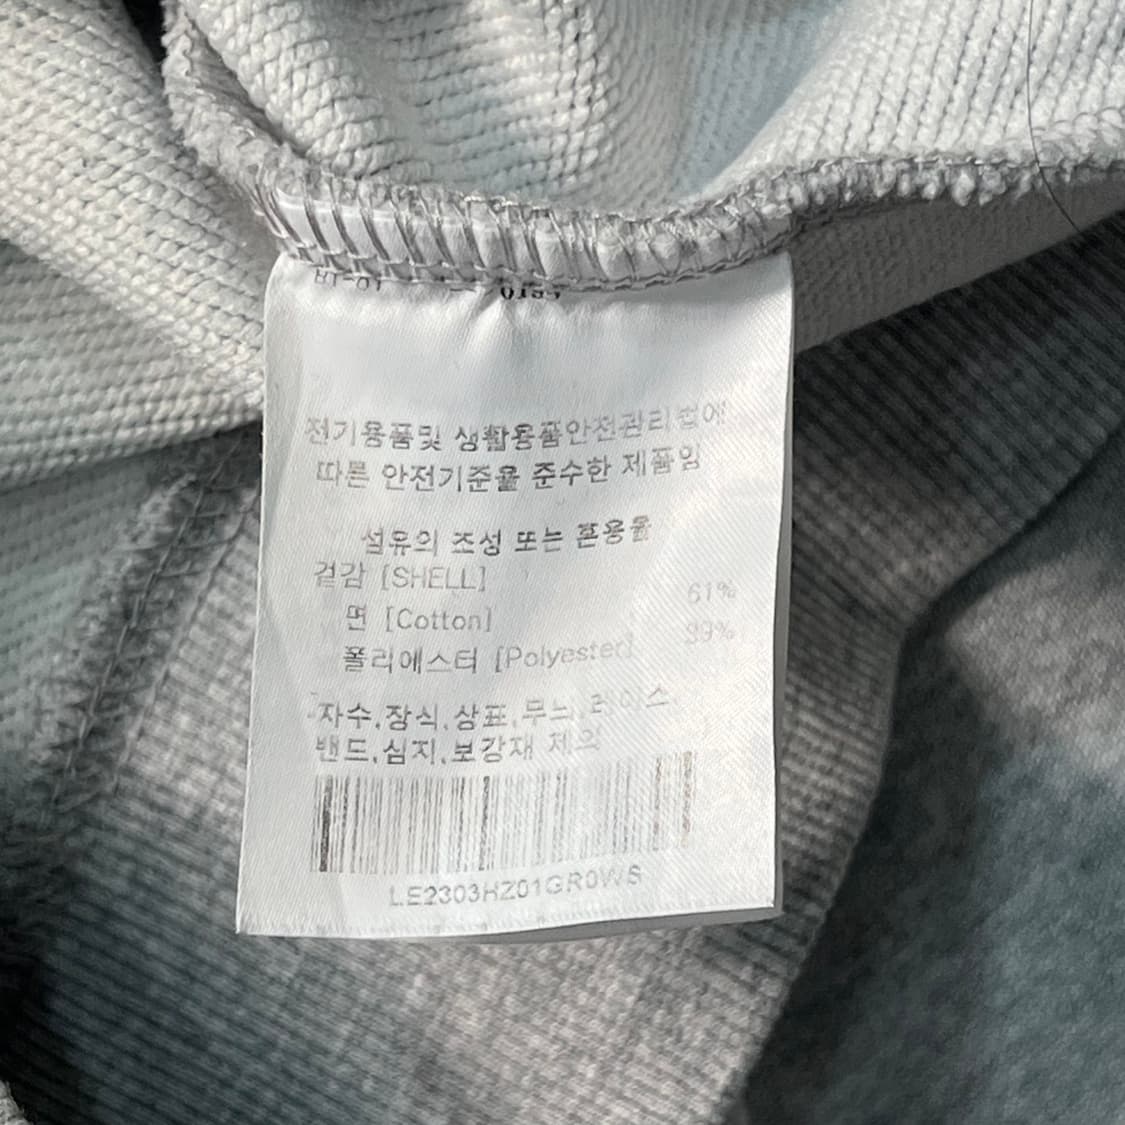 전기용품및 생활용품안전관리법에
따른 안전기준을 준수한 제품임
섬유의 조성 또는 혼용율
겉감 [SHELL]
면 [Cotton] 61%
폴리에스터 [Polyester] 39%
자수,장식,상표,무늬,레이스,
밴드,심지,보강재 제외
LE2303HZ01GR0WS